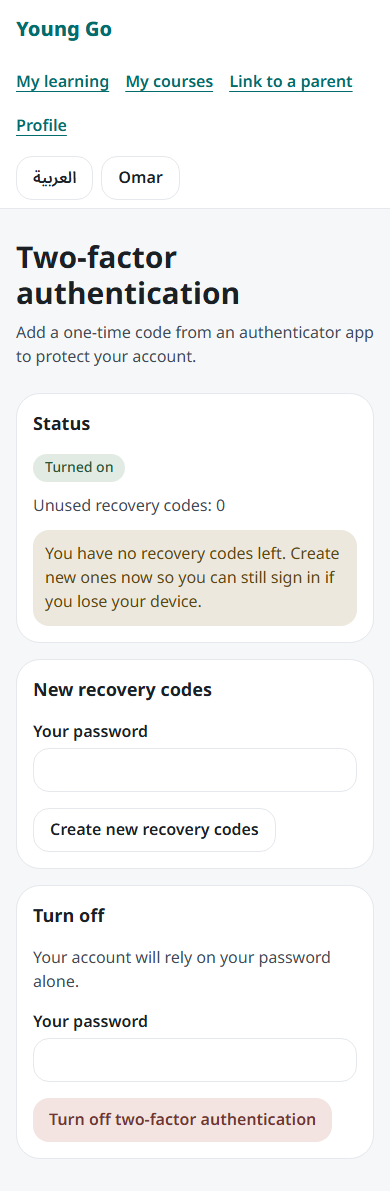 Young Go
My learning My courses Link to a parent
Profile
العربية Omar
Two-factor
authentication
Add a one-time code from an authenticator app
to protect your account.
Status
Turned on
Unused recovery codes: 0
You have no recovery codes left. Create
new ones now so you can still sign in if
you lose your device.
New recovery codes
Your password
Create new recovery codes
Turn off
Your account will rely on your password
alone.
Your password
Turn off two-factor authentication